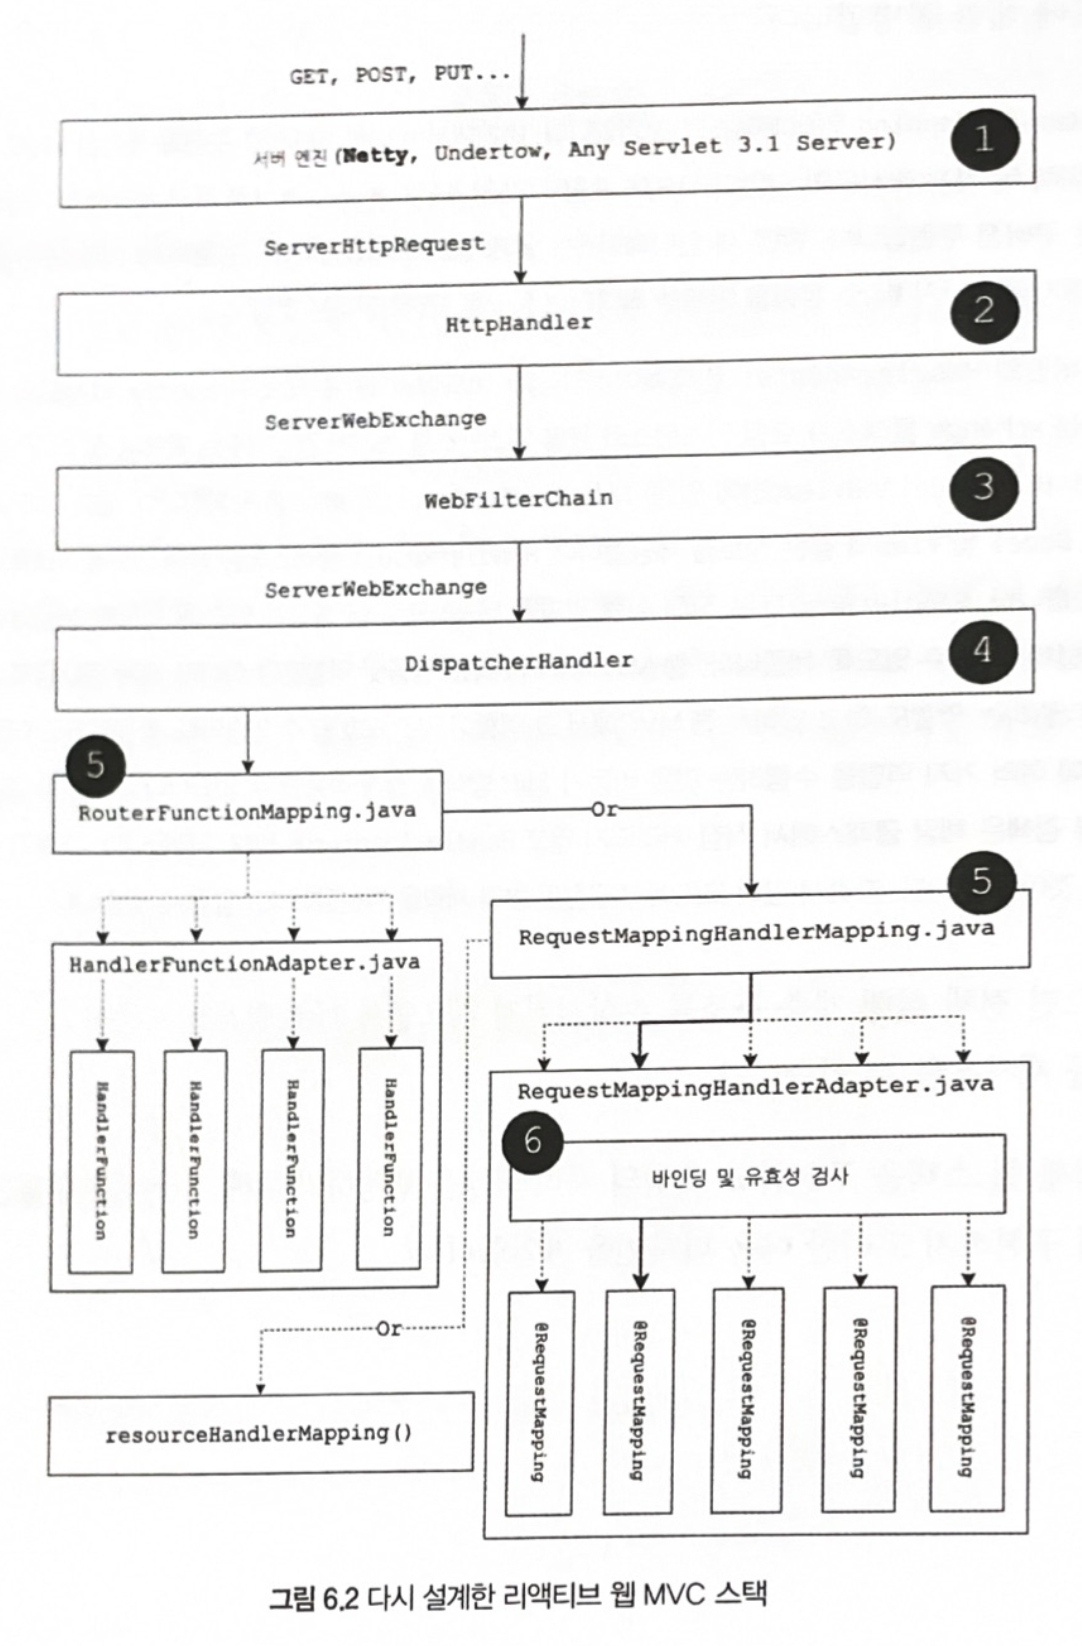 GET, POST, PUT...
서버 엔진(Netty, Undertow, Any Servlet 3.1 Server)
1
ServerHttpRequest
HttpHandler
2
ServerWebExchange
WebFilterChain
3
ServerWebExchange
DispatcherHandler
4
5
RouterFunctionMapping.java
Or
5
RequestMappingHandlerMapping.java
HandlerFunctionAdapter.java
HandlerFunction
HandlerFunction
HandlerFunction
HandlerFunction
RequestMappingHandlerAdapter.java
6
바인딩 및 유효성 검사
@RequestMapping
@RequestMapping
@RequestMapping
@RequestMapping
@RequestMapping
Or
resourceHandlerMapping()
그림 6.2 다시 설계한 리액티브 웹 MVC 스택